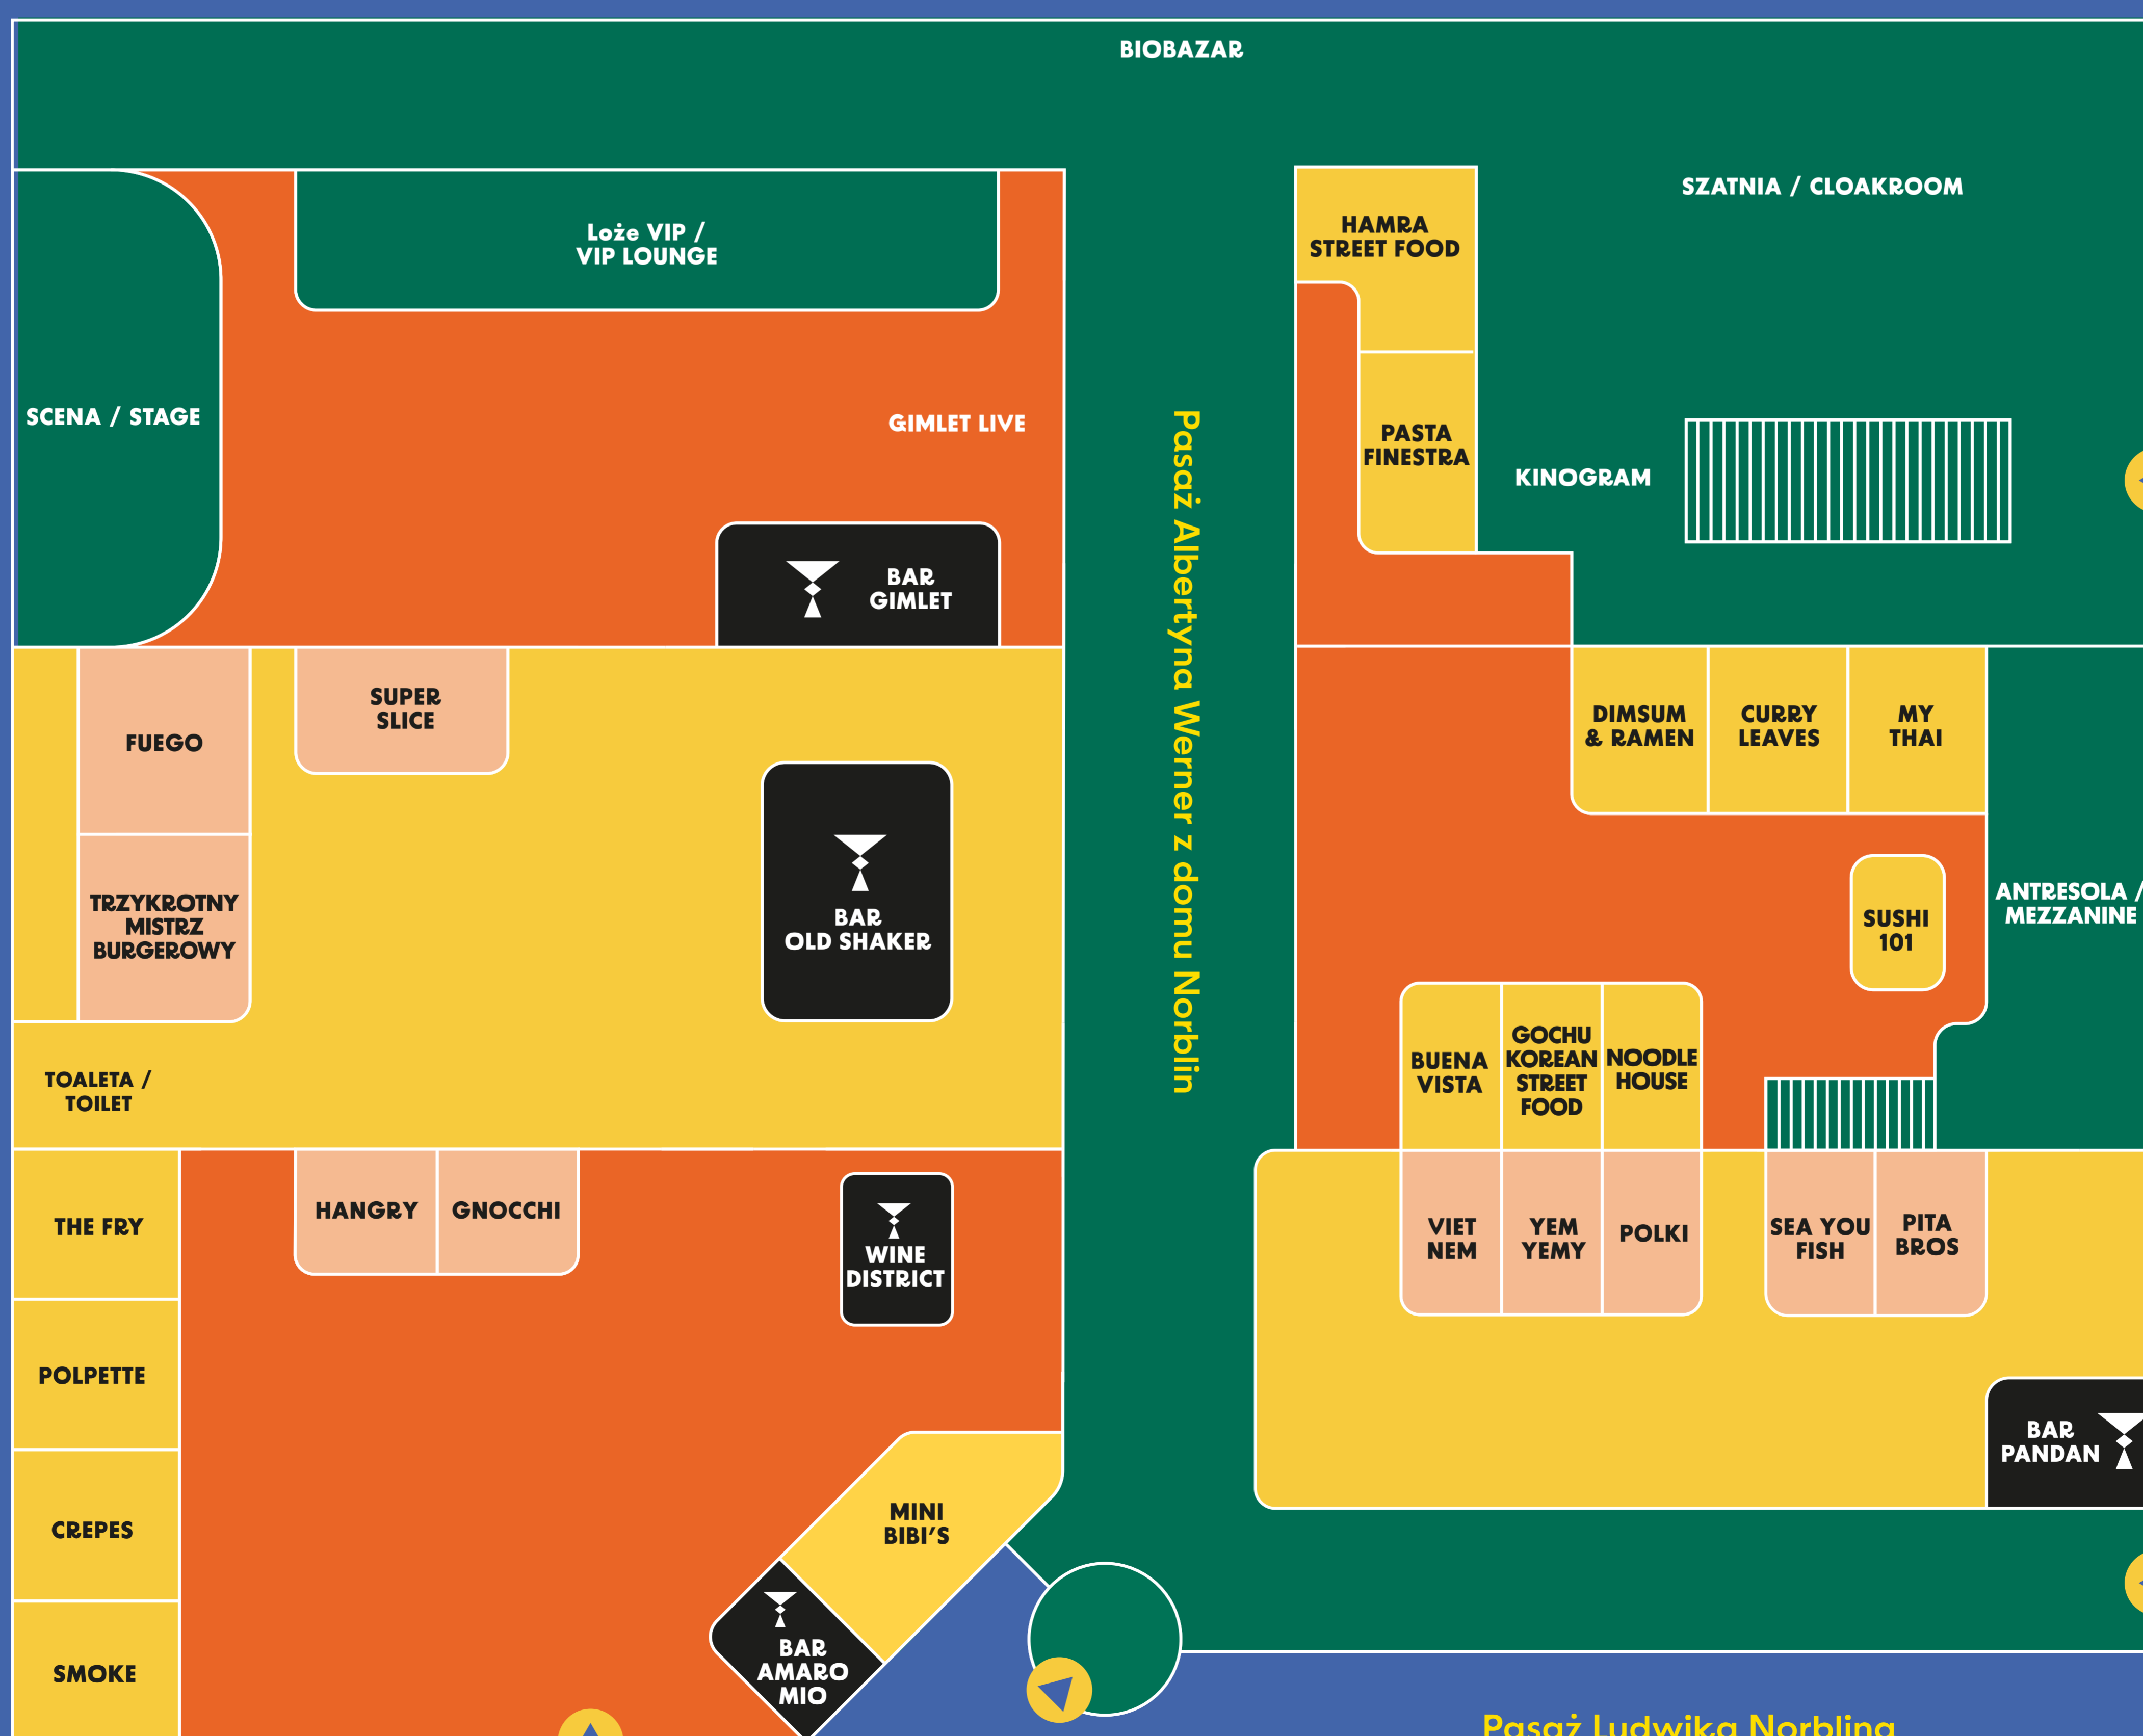 BIOBAZAR
SZATNIA / CLOAKROOM
Loże VIP /
VIP LOUNGE
HAMRA
STREET FOOD
SCENA / STAGE
GIMLET LIVE
PASTA
FINESTRA
KINOGRAM
BAR
GIMLET
Pasaż Albertyna Werner z domu Norblin
SUPER
SLICE
FUEGO
DIMSUM
& RAMEN
CURRY
LEAVES
MY
THAI
TRZYKROTNY
MISTRZ
BURGEROWY
BAR
OLD SHAKER
SUSHI
101
ANTRESOLA /
MEZZANINE
TOALETA /
TOILET
BUENA
VISTA
GOCHU
KOREAN
STREET
FOOD
NOODLE
HOUSE
THE FRY
HANGRY
GNOCCHI
WINE
DISTRICT
VIET
NEM
YEM
YEMY
POLKI
SEA YOU
FISH
PITA
BROS
POLPETTE
BAR
PANDAN
CREPES
MINI
BIBI'S
SMOKE
BAR
AMARO
MIO
Pasaż Ludwika Norblina